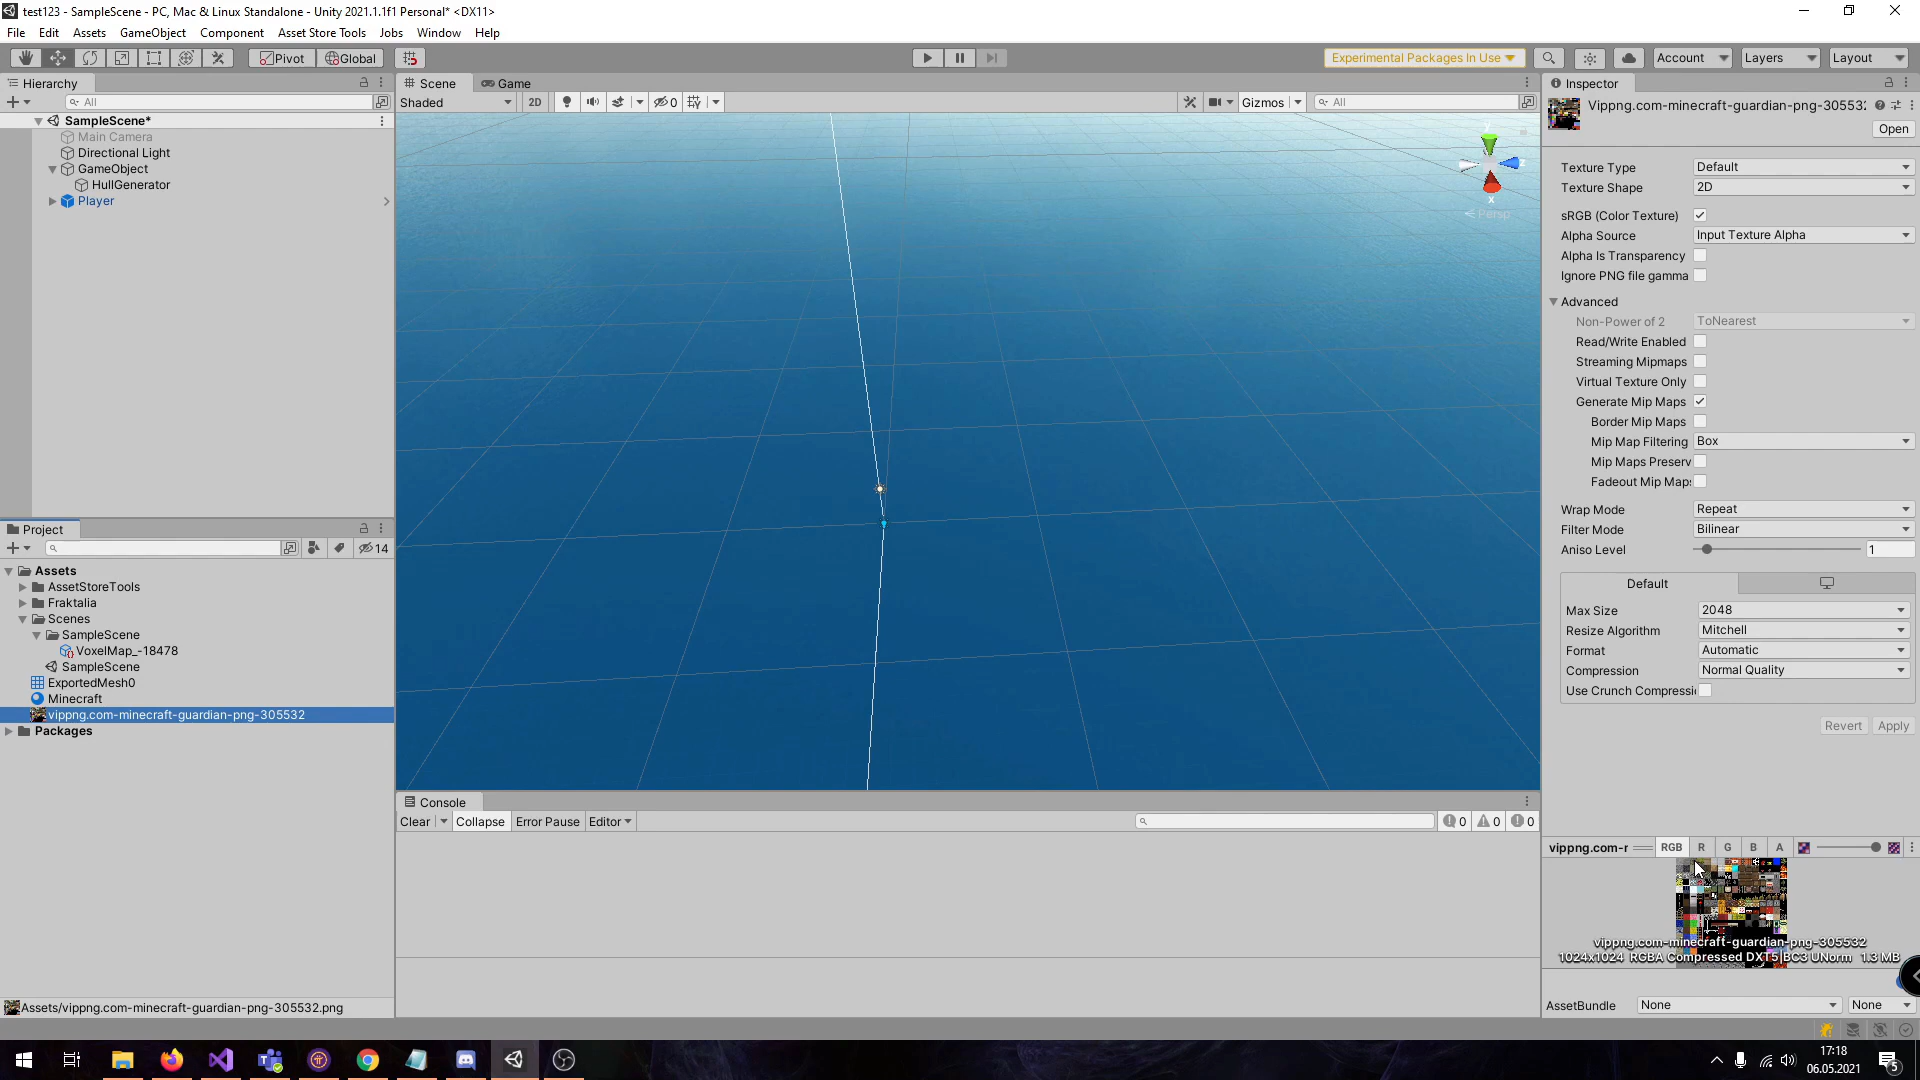 test123 - SampleScene - PC, Mac & Linux Standalone - Unity 2021.1.1f1 Personal* <DX11>
File Edit Assets GameObject Component Asset Store Tools Jobs Window Help
Pivot Global Experimental Packages In Use Account Layers Layout
Hierarchy
All
SampleScene*
Main Camera
Directional Light
GameObject
HullGenerator
Player
Scene Game
Shaded 2D 0 Gizmos All
x
< Persp
Project
14
Assets
AssetStoreTools
Fraktalia
Scenes
SampleScene
VoxelMap_-18478
SampleScene
ExportedMesh0
Minecraft
vippng.com-minecraft-guardian-png-305532
Packages
Assets/vippng.com-minecraft-guardian-png-305532.png
Console
Clear Collapse Error Pause Editor 0 0 0
Inspector
Vippng.com-minecraft-guardian-png-305532
Open
Texture Type Default
Texture Shape 2D
sRGB (Color Texture)
Alpha Source Input Texture Alpha
Alpha Is Transparency
Ignore PNG file gamma
Advanced
Non-Power of 2 ToNearest
Read/Write Enabled
Streaming Mipmaps
Virtual Texture Only
Generate Mip Maps
Border Mip Maps
Mip Map Filtering Box
Mip Maps Preserv
Fadeout Mip Maps
Wrap Mode Repeat
Filter Mode Bilinear
Aniso Level 1
Default
Max Size 2048
Resize Algorithm Mitchell
Format Automatic
Compression Normal Quality
Use Crunch Compressi
Revert Apply
vippng.com-r RGB R G B A
vippng.com-minecraft-guardian-png-305532
1024x1024 RGBA Compressed DXT5|BC3 UNorm 1.3 MB
AssetBundle None None
17:18
06.05.2021
5